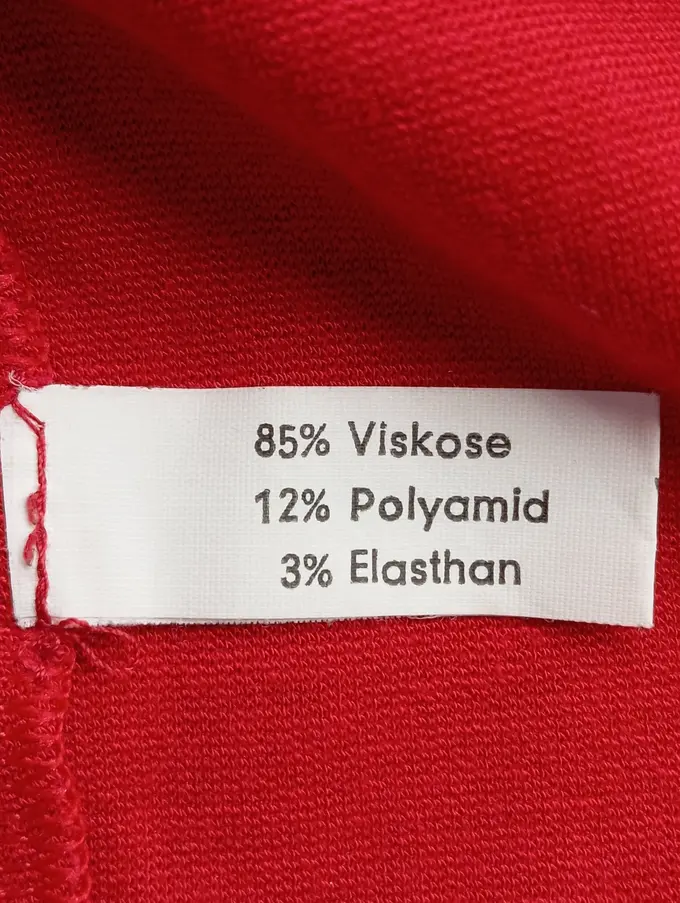 85% Viskose
12% Polyamid
3% Elasthan